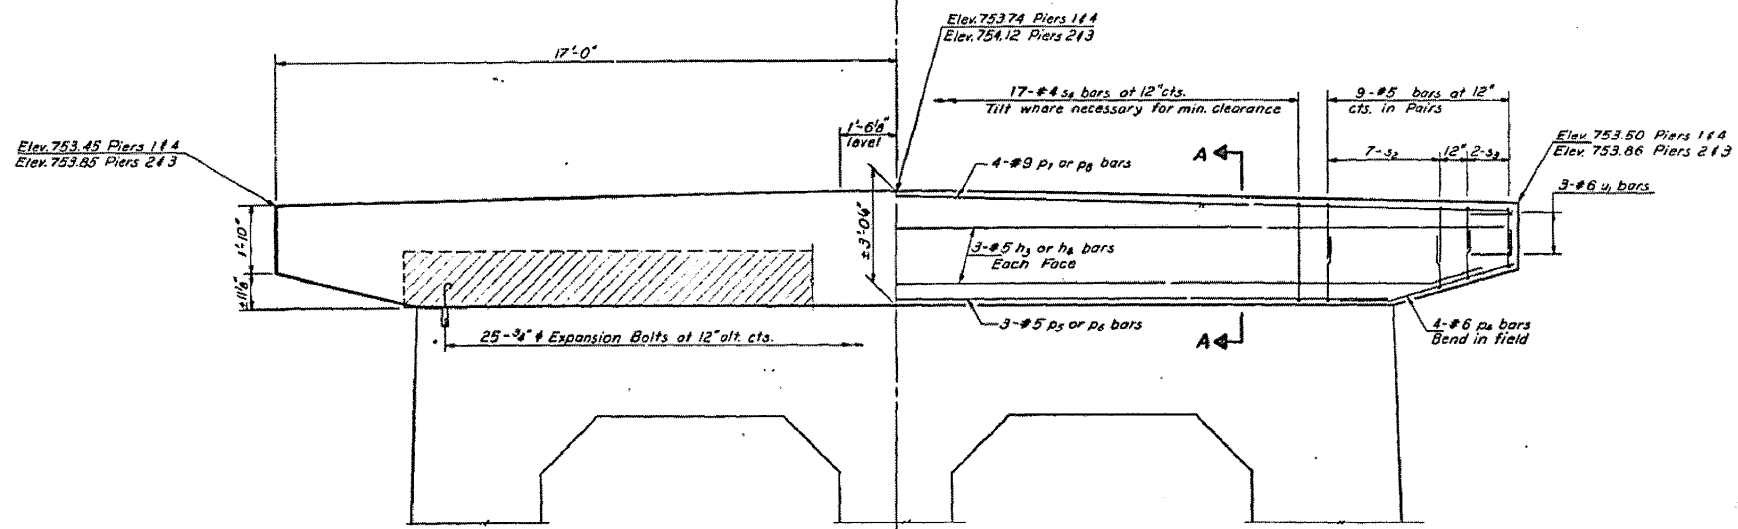 Elev. 753.74 Piers 1 & 4
Elev. 754.12 Piers 2 & 3
17'-0"
17-#4 s4 bars at 12" cts.
Tilt where necessary for min. clearance
9-#5 bars at 12"
cts. in Pairs
1'-6⅛"
level
Elev. 753.45 Piers 1 & 4
Elev. 753.85 Piers 2 & 3
Elev. 753.50 Piers 1 & 4
Elev. 753.86 Piers 2 & 3
A
7-s2
12"
2-s3
4-#9 p7 or p8 bars
3-#6 u1 bars
1'-10"
±3'-0⅛"
3-#5 h3 or h4 bars
Each Face
±11⅛"
3-#5 p5 or p6 bars
25-¾" ϕ Expansion Bolts at 12" alt. cts.
A
4-#6 p4 bars
Bend in field